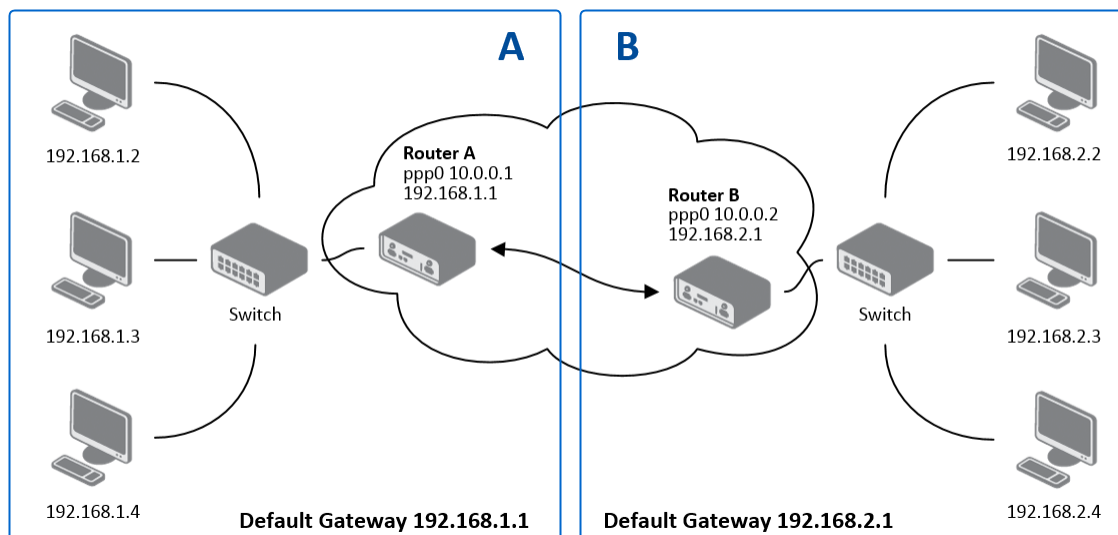 A
B
192.168.1.2
192.168.1.3
192.168.1.4
Switch
Router A
ppp0 10.0.0.1
192.168.1.1
Default Gateway 192.168.1.1
Router B
ppp0 10.0.0.2
192.168.2.1
Switch
192.168.2.2
192.168.2.3
192.168.2.4
Default Gateway 192.168.2.1